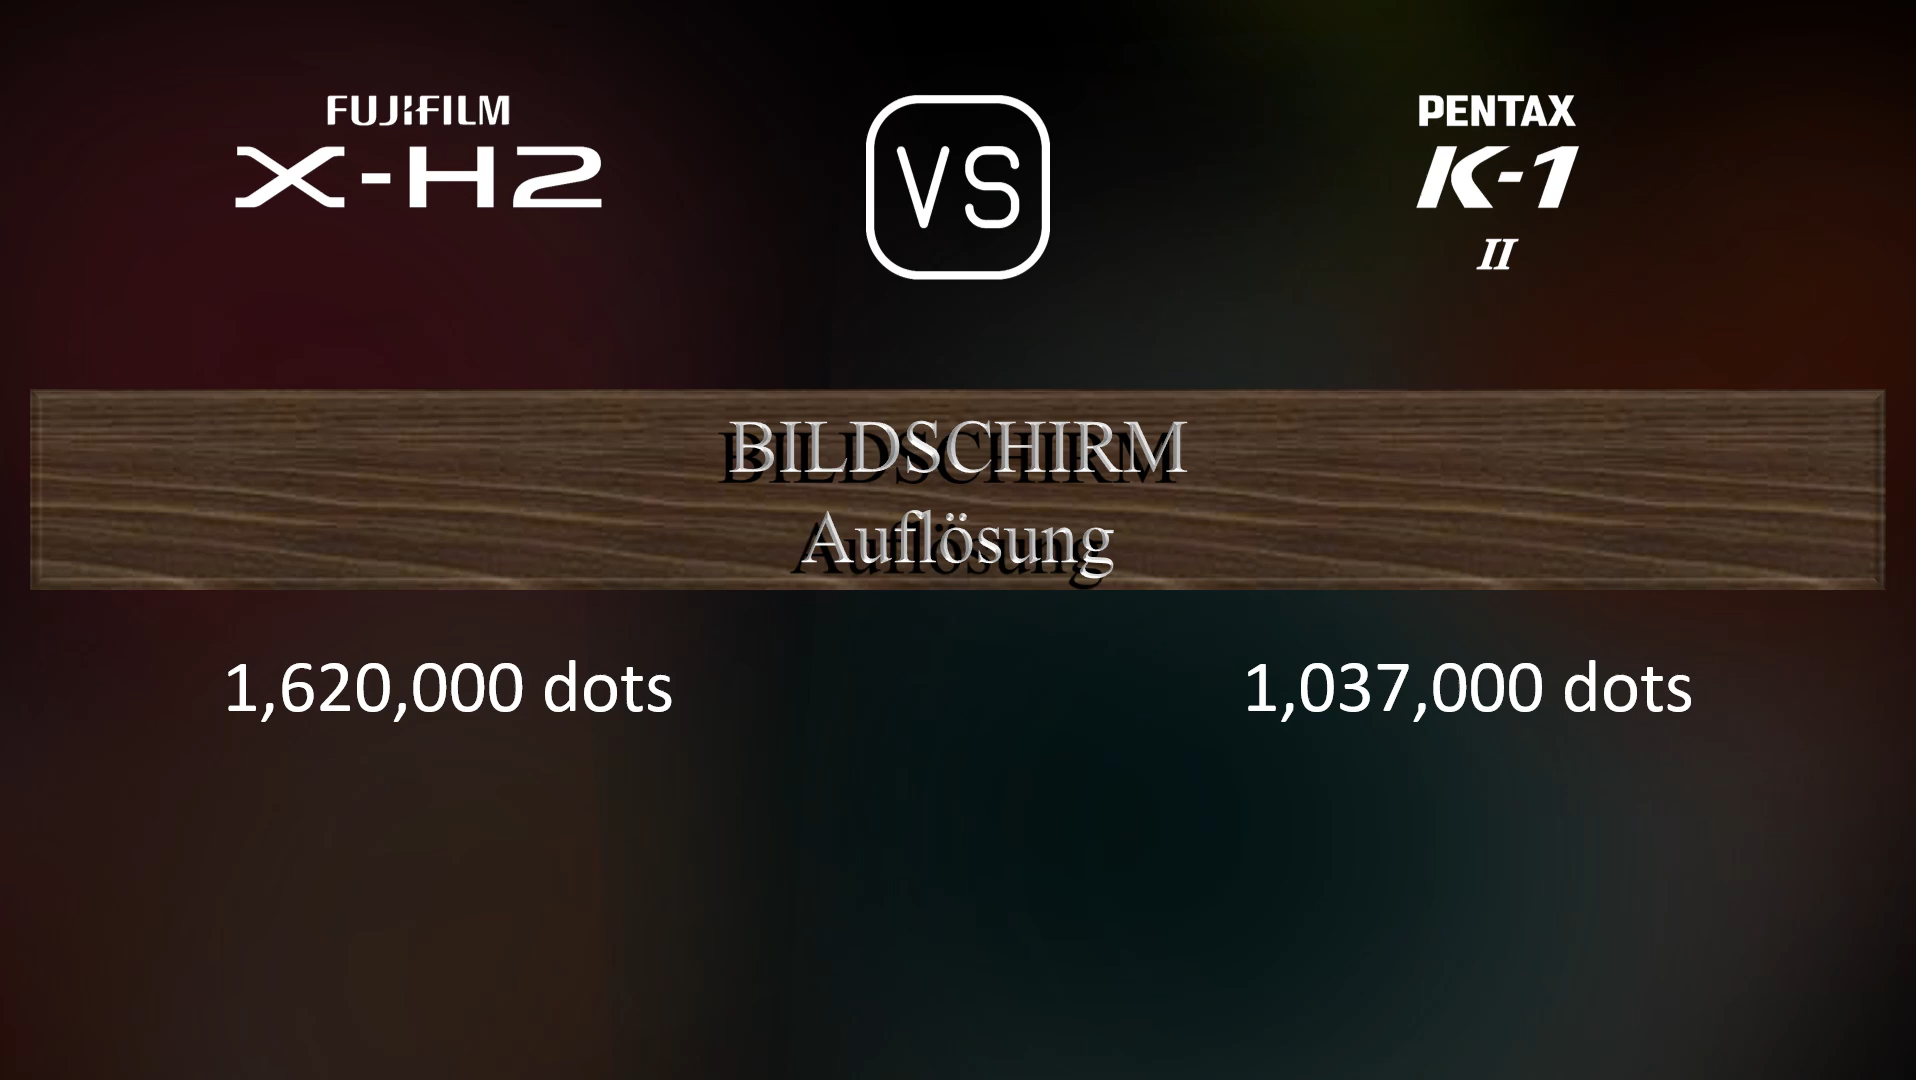 FUJIFILM
X-H2
VS
PENTAX
K-1
II
BILDSCHIRM
Auflösung
1,620,000 dots
1,037,000 dots